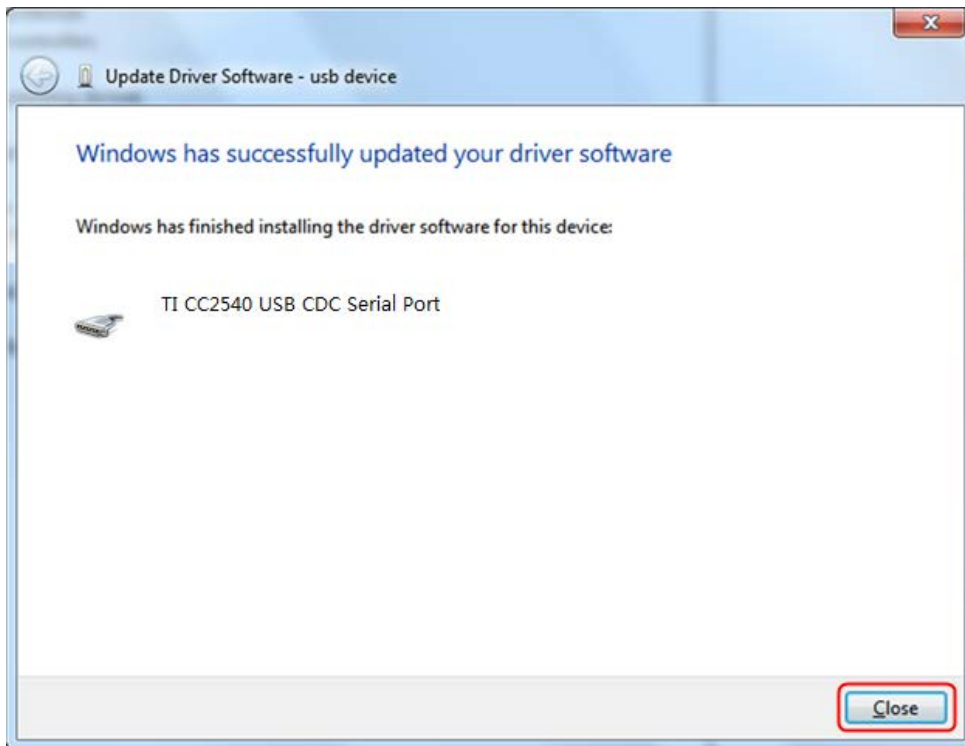 Update Driver Software - usb device
Windows has successfully updated your driver software
Windows has finished installing the driver software for this device:
TI CC2540 USB CDC Serial Port
Close